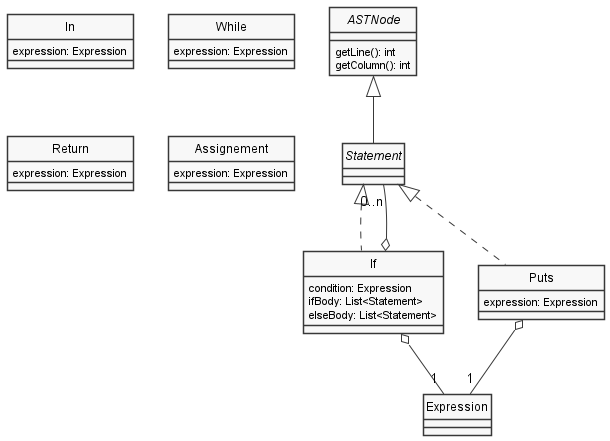 In
expression: Expression
While
expression: Expression
ASTNode
getLine(): int
getColumn(): int
Return
expression: Expression
Assignement
expression: Expression
Statement
0..n
If
condition: Expression
ifBody: List<Statement>
elseBody: List<Statement>
Puts
expression: Expression
1
1
Expression